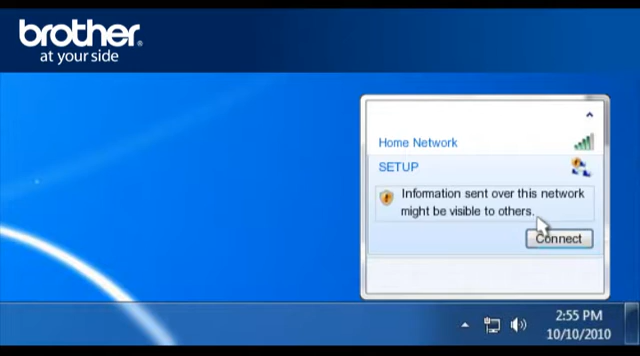 brother®
at your side
Home Network
SETUP
Information sent over this network
might be visible to others.
Connect
2:55 PM
10/10/2010